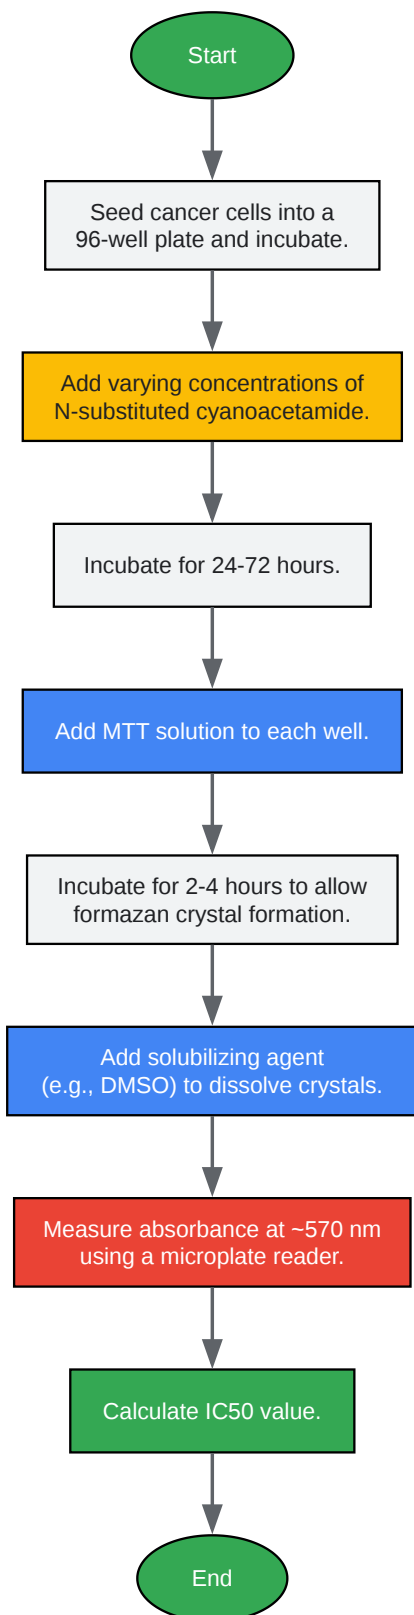 Start
Seed cancer cells into a
96-well plate and incubate.
Add varying concentrations of
N-substituted cyanoacetamide.
Incubate for 24-72 hours.
Add MTT solution to each well.
Incubate for 2-4 hours to allow
formazan crystal formation.
Add solubilizing agent
(e.g., DMSO) to dissolve crystals.
Measure absorbance at ~570 nm
using a microplate reader.
Calculate IC50 value.
End